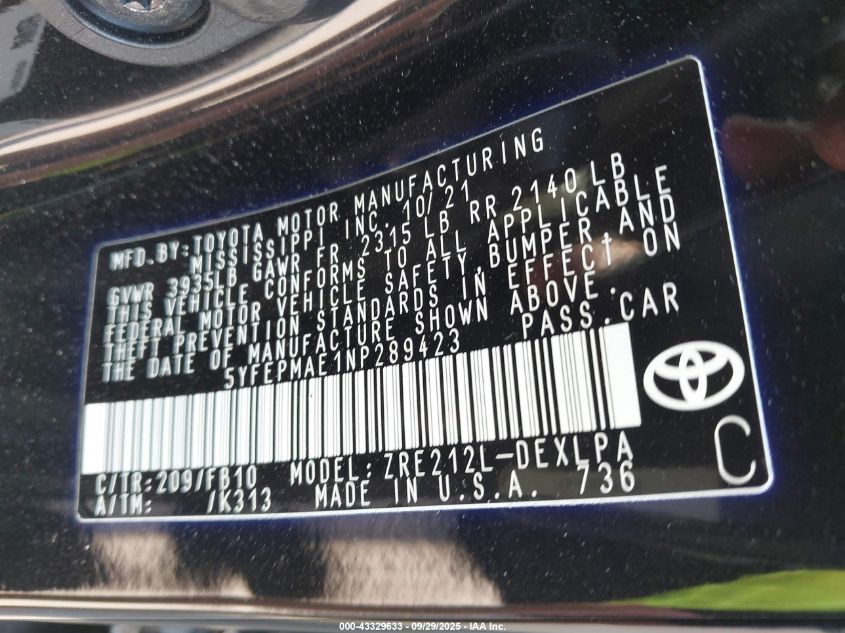 MFD. BY: TOYOTA MOTOR MANUFACTURING
MISSISSIPPI INC. 10/21
GVWR 3935LB GAWR FR 2315 LB RR 2140 LB
THIS VEHICLE CONFORMS TO ALL APPLICABLE
FEDERAL MOTOR VEHICLE SAFETY, BUMPER, AND
THEFT PREVENTION STANDARDS IN EFFECT ON
THE DATE OF MANUFACTURE SHOWN ABOVE.
5YFEPMAE1NP289423 PASS. CAR
C/TR: 209/FB10 MODEL: ZRE212L-DEXLPA
A/TM: /K313 MADE IN U.S.A. 736
C
000-43329633 - 09/29/2025 - IAA Inc.